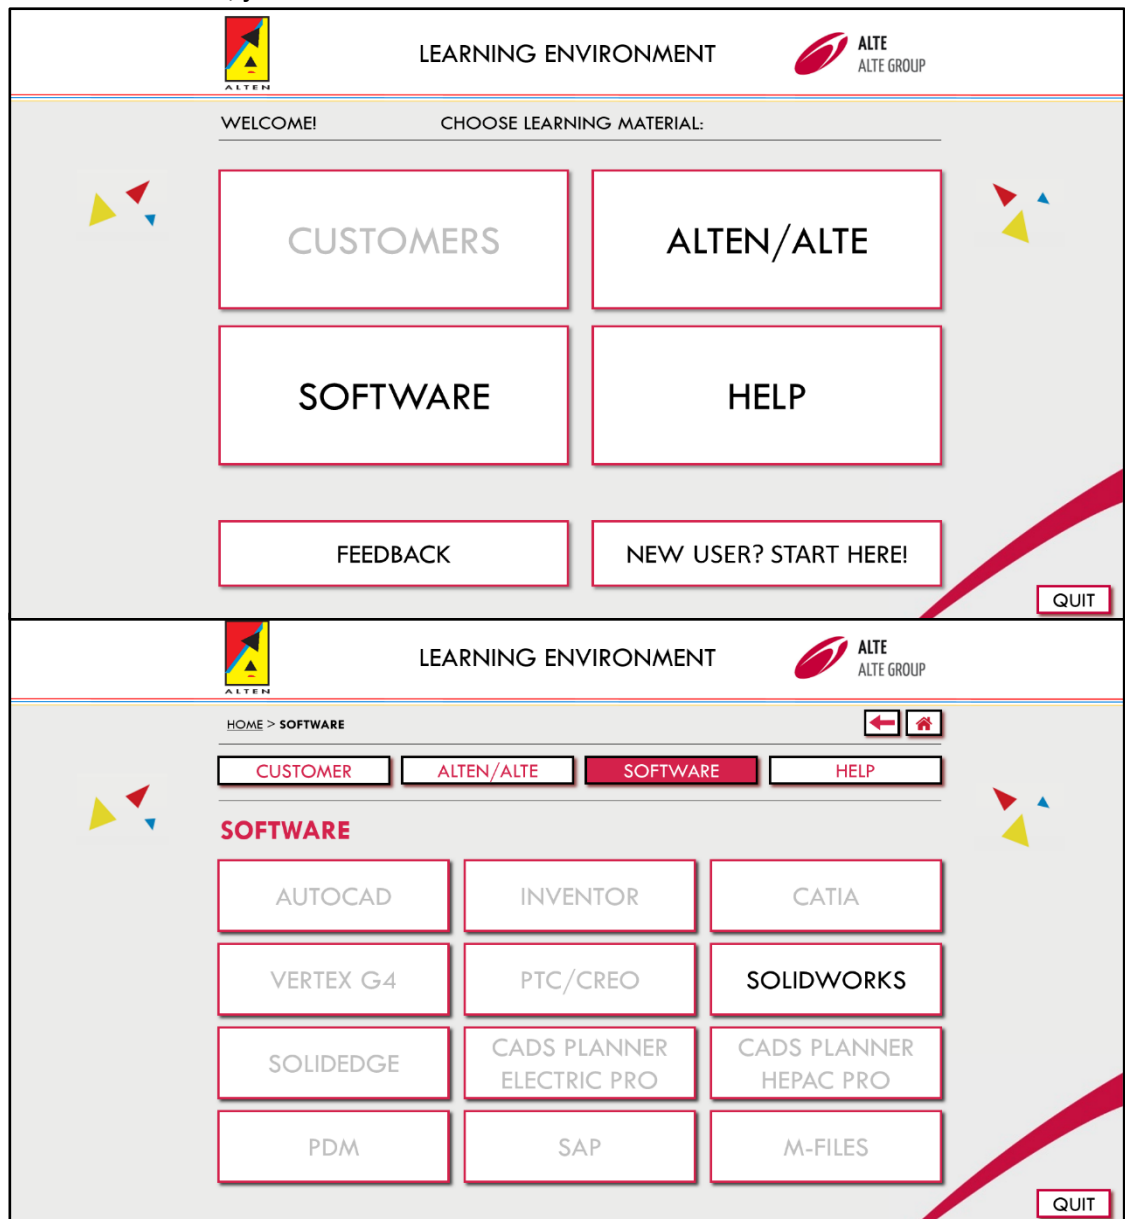 LEARNING ENVIRONMENT
ALTEN
ALTE
ALTE GROUP
WELCOME!
CHOOSE LEARNING MATERIAL:
CUSTOMERS
ALTEN/ALTE
SOFTWARE
HELP
FEEDBACK
NEW USER? START HERE!
QUIT
LEARNING ENVIRONMENT
ALTEN
ALTE
ALTE GROUP
HOME > SOFTWARE
CUSTOMER
ALTEN/ALTE
SOFTWARE
HELP
SOFTWARE
AUTOCAD
INVENTOR
CATIA
VERTEX G4
PTC/CREO
SOLIDWORKS
SOLIDEDGE
CADS PLANNER
ELECTRIC PRO
CADS PLANNER
HEPAC PRO
PDM
SAP
M-FILES
QUIT